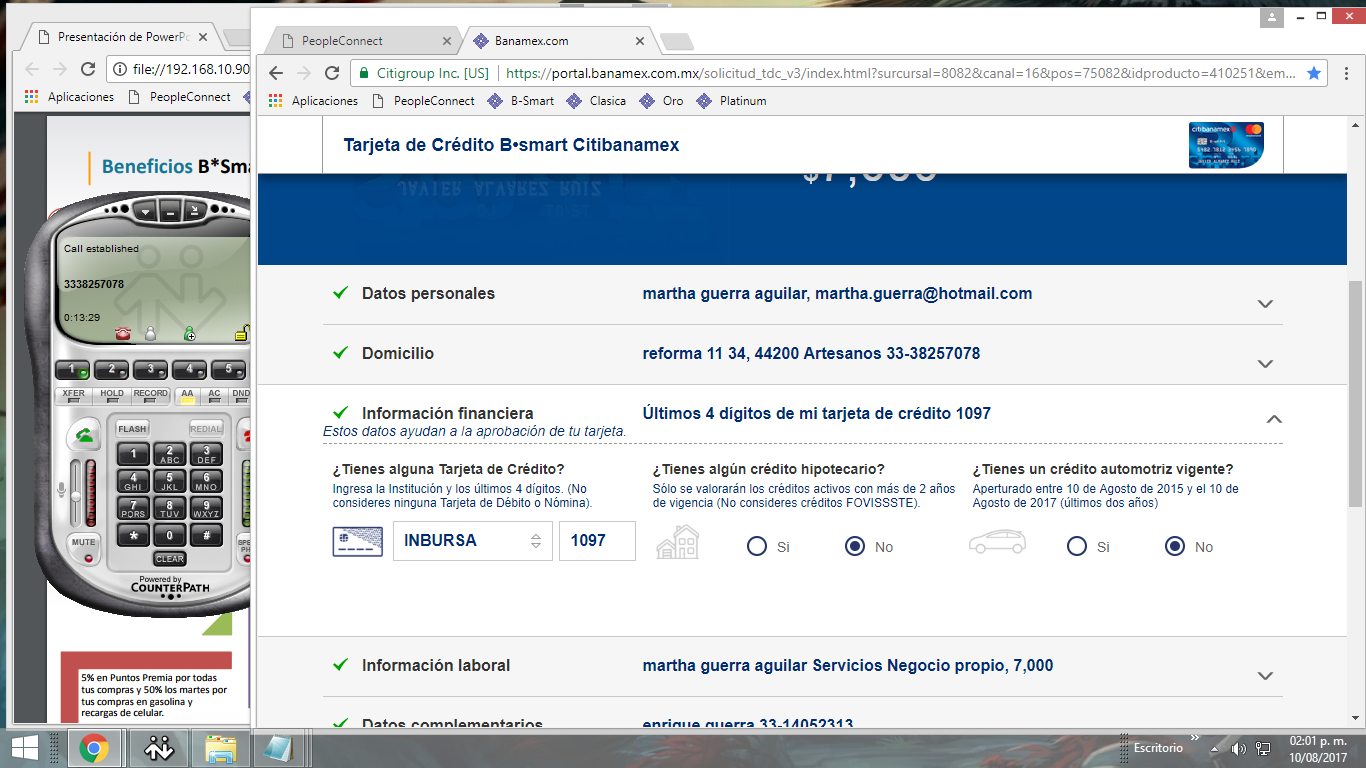 Presentación de PowerPo
file://192.168.10.90
Aplicaciones
PeopleConnect
Beneficios B*Sma
Call established
3338257078
0:13:29
1 2 3 4 5
XFER HOLD RECORD AA AC DND
FLASH REDIAL
1 2 ABC 3 DEF
4 GHI 5 JKL 6 MNO
7 PQRS 8 TUV 9 WXYZ
* 0 #
MUTE
CLEAR
Powered by
COUNTERPATH
5% en Puntos Premia por todas
tus compras y 50% los martes por
tus compras en gasolina y
recargas de celular.
PeopleConnect
Banamex.com
Citigroup Inc. [US] https://portal.banamex.com.mx/solicitud_tdc_v3/index.html?surcursal=8082&canal=16&pos=75082&idproducto=410251&em...
Aplicaciones PeopleConnect B-Smart Clasica Oro Platinum
Tarjeta de Crédito B•smart Citibanamex
citibanamex
JAVIER ALVAREZ RUIZ
$7,000
Datos personales martha guerra aguilar, martha.guerra@hotmail.com
Domicilio reforma 11 34, 44200 Artesanos 33-38257078
Información financiera Últimos 4 dígitos de mi tarjeta de crédito 1097
Estos datos ayudan a la aprobación de tu tarjeta.
¿Tienes alguna Tarjeta de Crédito?
Ingresa la Institución y los últimos 4 dígitos. (No
consideres ninguna Tarjeta de Débito o Nómina).
INBURSA 1097
¿Tienes algún crédito hipotecario?
Sólo se valorarán los créditos activos con más de 2 años
de vigencia (No consideres créditos FOVISSSTE).
Si No
¿Tienes un crédito automotriz vigente?
Aperturado entre 10 de Agosto de 2015 y el 10 de
Agosto de 2017 (últimos dos años)
Si No
Información laboral martha guerra aguilar Servicios Negocio propio, 7,000
Datos complementarios enrique guerra 33-14052313
Escritorio
02:01 p. m.
10/08/2017